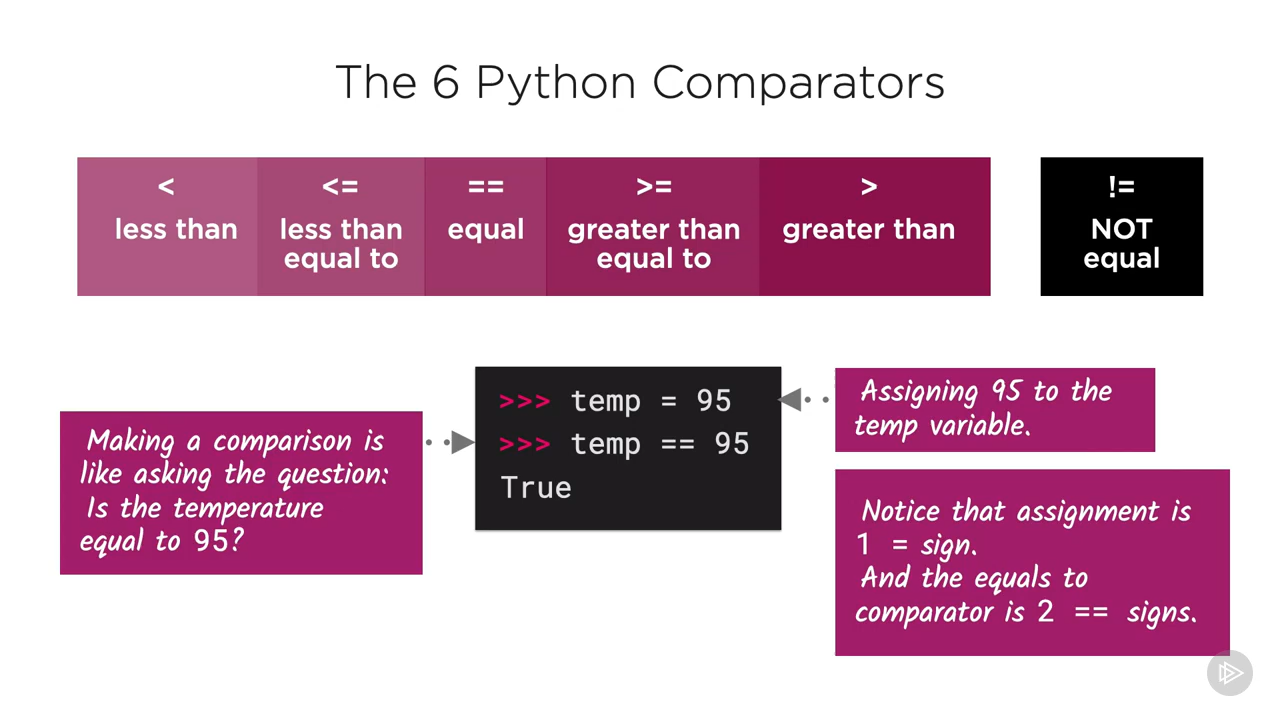 The 6 Python Comparators
<
less than
<=
less than
equal to
==
equal
>=
greater than
equal to
>
greater than
!=
NOT
equal
Making a comparison is
like asking the question:
Is the temperature
equal to 95?
>>> temp = 95
>>> temp == 95
True
Assigning 95 to the
temp variable.
Notice that assignment is
1 = sign.
And the equals to
comparator is 2 == signs.